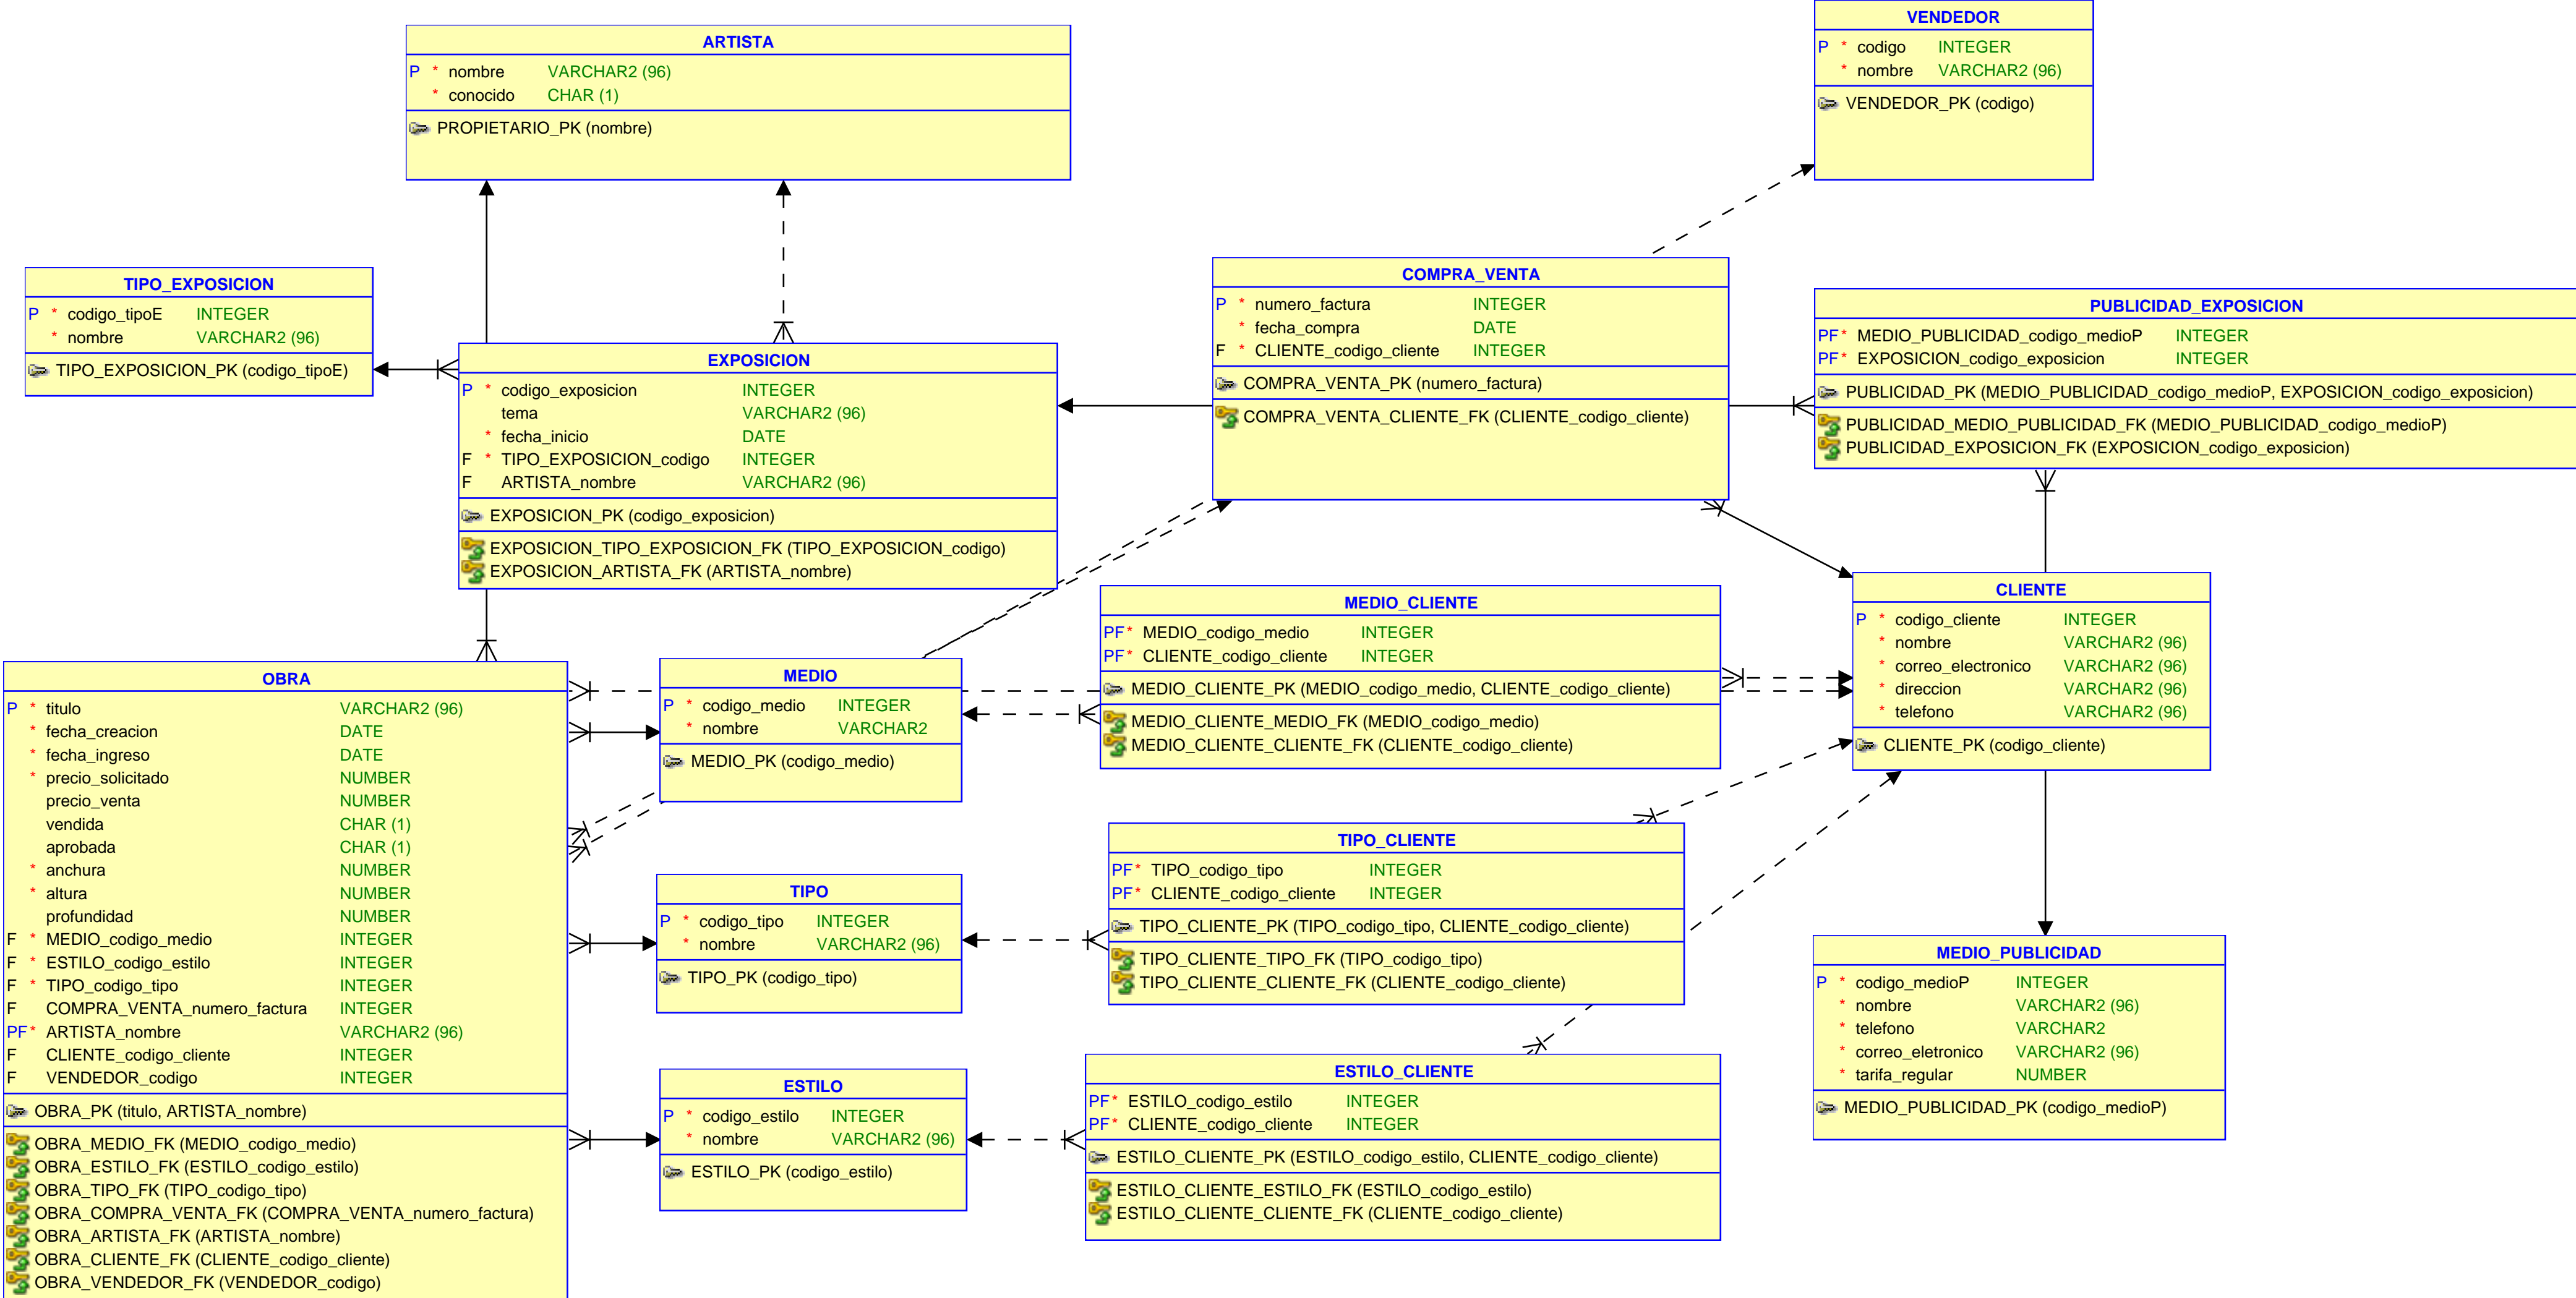 ARTISTA
P * nombre VARCHAR2 (96)
* conocido CHAR (1)
PROPIETARIO_PK (nombre)
VENDEDOR
P * codigo INTEGER
* nombre VARCHAR2 (96)
VENDEDOR_PK (codigo)
TIPO_EXPOSICION
P * codigo_tipoE INTEGER
* nombre VARCHAR2 (96)
TIPO_EXPOSICION_PK (codigo_tipoE)
EXPOSICION
P * codigo_exposicion INTEGER
tema VARCHAR2 (96)
* fecha_inicio DATE
F * TIPO_EXPOSICION_codigo INTEGER
F ARTISTA_nombre VARCHAR2 (96)
EXPOSICION_PK (codigo_exposicion)
EXPOSICION_TIPO_EXPOSICION_FK (TIPO_EXPOSICION_codigo)
EXPOSICION_ARTISTA_FK (ARTISTA_nombre)
COMPRA_VENTA
P * numero_factura INTEGER
* fecha_compra DATE
F * CLIENTE_codigo_cliente INTEGER
COMPRA_VENTA_PK (numero_factura)
COMPRA_VENTA_CLIENTE_FK (CLIENTE_codigo_cliente)
PUBLICIDAD_EXPOSICION
PF* MEDIO_PUBLICIDAD_codigo_medioP INTEGER
PF* EXPOSICION_codigo_exposicion INTEGER
PUBLICIDAD_PK (MEDIO_PUBLICIDAD_codigo_medioP, EXPOSICION_codigo_exposicion)
PUBLICIDAD_MEDIO_PUBLICIDAD_FK (MEDIO_PUBLICIDAD_codigo_medioP)
PUBLICIDAD_EXPOSICION_FK (EXPOSICION_codigo_exposicion)
OBRA
P * titulo VARCHAR2 (96)
* fecha_creacion DATE
* fecha_ingreso DATE
* precio_solicitado NUMBER
precio_venta NUMBER
vendida CHAR (1)
aprobada CHAR (1)
* anchura NUMBER
* altura NUMBER
profundidad NUMBER
F * MEDIO_codigo_medio INTEGER
F * ESTILO_codigo_estilo INTEGER
F * TIPO_codigo_tipo INTEGER
F COMPRA_VENTA_numero_factura INTEGER
PF* ARTISTA_nombre VARCHAR2 (96)
F CLIENTE_codigo_cliente INTEGER
F VENDEDOR_codigo INTEGER
OBRA_PK (titulo, ARTISTA_nombre)
OBRA_MEDIO_FK (MEDIO_codigo_medio)
OBRA_ESTILO_FK (ESTILO_codigo_estilo)
OBRA_TIPO_FK (TIPO_codigo_tipo)
OBRA_COMPRA_VENTA_FK (COMPRA_VENTA_numero_factura)
OBRA_ARTISTA_FK (ARTISTA_nombre)
OBRA_CLIENTE_FK (CLIENTE_codigo_cliente)
OBRA_VENDEDOR_FK (VENDEDOR_codigo)
MEDIO
P * codigo_medio INTEGER
* nombre VARCHAR2
MEDIO_PK (codigo_medio)
MEDIO_CLIENTE
PF* MEDIO_codigo_medio INTEGER
PF* CLIENTE_codigo_cliente INTEGER
MEDIO_CLIENTE_PK (MEDIO_codigo_medio, CLIENTE_codigo_cliente)
MEDIO_CLIENTE_MEDIO_FK (MEDIO_codigo_medio)
MEDIO_CLIENTE_CLIENTE_FK (CLIENTE_codigo_cliente)
CLIENTE
P * codigo_cliente INTEGER
* nombre VARCHAR2 (96)
* correo_electronico VARCHAR2 (96)
* direccion VARCHAR2 (96)
* telefono VARCHAR2 (96)
CLIENTE_PK (codigo_cliente)
TIPO
P * codigo_tipo INTEGER
* nombre VARCHAR2 (96)
TIPO_PK (codigo_tipo)
TIPO_CLIENTE
PF* TIPO_codigo_tipo INTEGER
PF* CLIENTE_codigo_cliente INTEGER
TIPO_CLIENTE_PK (TIPO_codigo_tipo, CLIENTE_codigo_cliente)
TIPO_CLIENTE_TIPO_FK (TIPO_codigo_tipo)
TIPO_CLIENTE_CLIENTE_FK (CLIENTE_codigo_cliente)
MEDIO_PUBLICIDAD
P * codigo_medioP INTEGER
* nombre VARCHAR2 (96)
* telefono VARCHAR2
* correo_eletronico VARCHAR2 (96)
* tarifa_regular NUMBER
MEDIO_PUBLICIDAD_PK (codigo_medioP)
ESTILO
P * codigo_estilo INTEGER
* nombre VARCHAR2 (96)
ESTILO_PK (codigo_estilo)
ESTILO_CLIENTE
PF* ESTILO_codigo_estilo INTEGER
PF* CLIENTE_codigo_cliente INTEGER
ESTILO_CLIENTE_PK (ESTILO_codigo_estilo, CLIENTE_codigo_cliente)
ESTILO_CLIENTE_ESTILO_FK (ESTILO_codigo_estilo)
ESTILO_CLIENTE_CLIENTE_FK (CLIENTE_codigo_cliente)